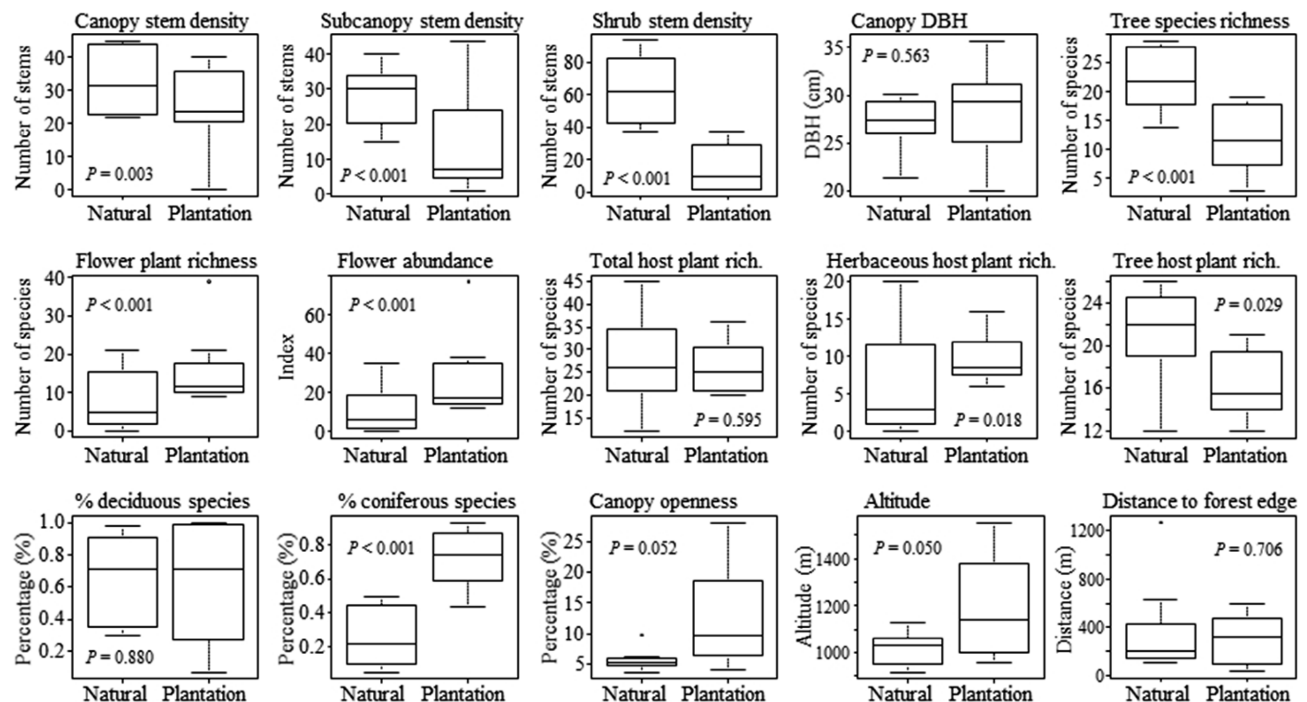 Canopy stem density
Number of stems
40
30
20
10
0
P = 0.003
Natural Plantation
Subcanopy stem density
Number of stems
40
30
20
10
0
P < 0.001
Natural Plantation
Shrub stem density
Number of stems
80
60
40
20
0
P < 0.001
Natural Plantation
Canopy DBH
DBH (cm)
35
30
25
20
P = 0.563
Natural Plantation
Tree species richness
Number of species
25
20
15
10
5
P < 0.001
Natural Plantation
Flower plant richness
Number of species
40
30
20
10
0
P < 0.001
Natural Plantation
Flower abundance
Index
60
40
20
0
P < 0.001
Natural Plantation
Total host plant rich.
Number of species
45
40
35
30
25
20
15
P = 0.595
Natural Plantation
Herbaceous host plant rich.
Number of species
20
15
10
5
0
P = 0.018
Natural Plantation
Tree host plant rich.
Number of species
24
20
16
12
P = 0.029
Natural Plantation
% deciduous species
Percentage (%)
1.0
0.8
0.6
0.4
0.2
P = 0.880
Natural Plantation
% coniferous species
Percentage (%)
0.8
0.6
0.4
0.2
P < 0.001
Natural Plantation
Canopy openness
Percentage (%)
25
20
15
10
5
P = 0.052
Natural Plantation
Altitude
Altitude (m)
1400
1200
1000
P = 0.050
Natural Plantation
Distance to forest edge
Distance (m)
1200
800
400
0
P = 0.706
Natural Plantation